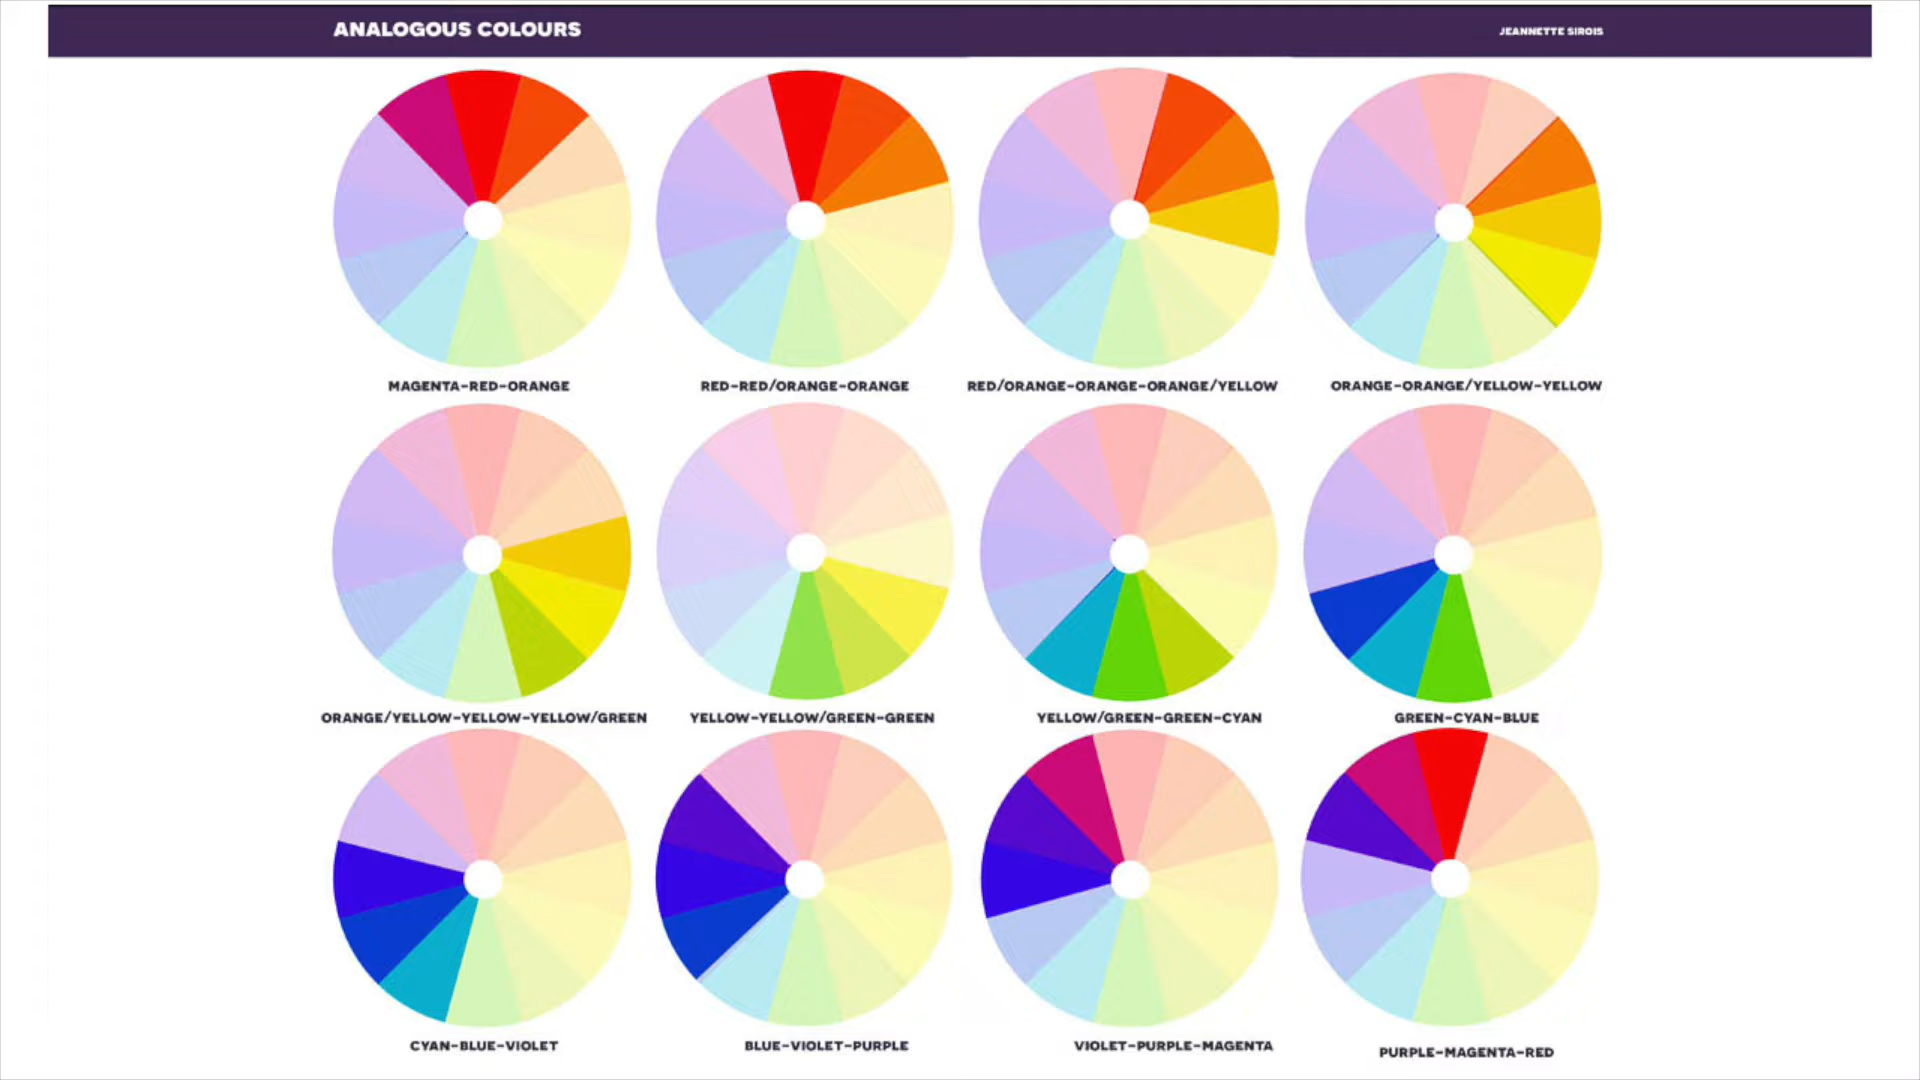 ANALOGOUS COLOURS
JEANNETTE SIROIS
MAGENTA-RED-ORANGE
RED-RED/ORANGE-ORANGE
RED/ORANGE-ORANGE-ORANGE/YELLOW
ORANGE-ORANGE/YELLOW-YELLOW
ORANGE/YELLOW-YELLOW-YELLOW/GREEN
YELLOW-YELLOW/GREEN-GREEN
YELLOW/GREEN-GREEN-CYAN
GREEN-CYAN-BLUE
CYAN-BLUE-VIOLET
BLUE-VIOLET-PURPLE
VIOLET-PURPLE-MAGENTA
PURPLE-MAGENTA-RED